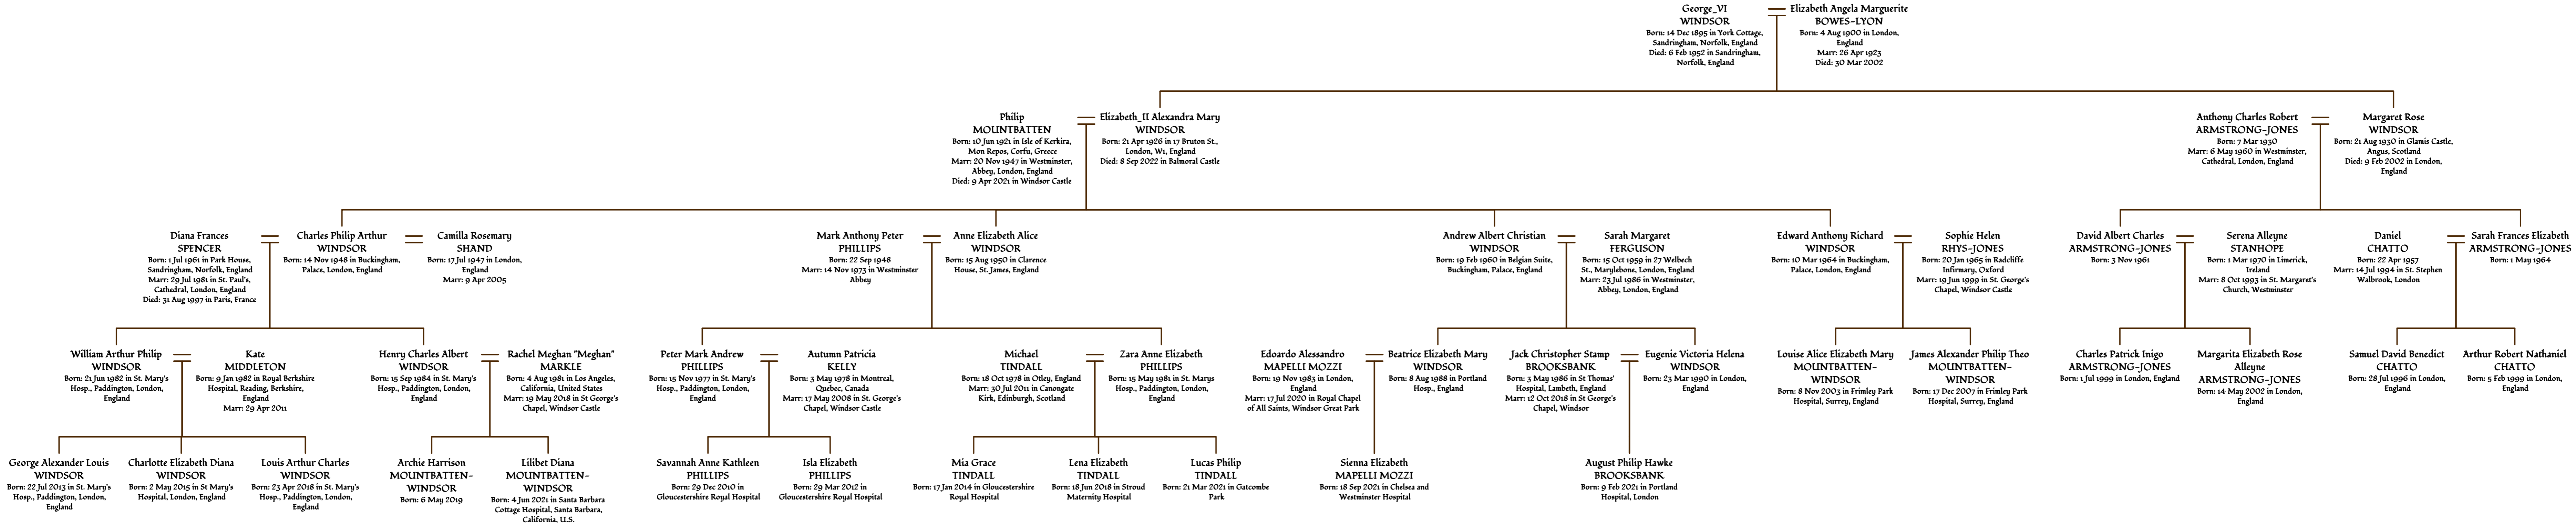 George_VI
WINDSOR
Born: 14 Dec 1895 in York Cottage,
Sandringham, Norfolk, England
Died: 6 Feb 1952 in Sandringham,
Norfolk, England
Elizabeth Angela Marguerite
BOWES-LYON
Born: 4 Aug 1900 in London,
England
Marr: 26 Apr 1923
Died: 30 Mar 2002
Philip
MOUNTBATTEN
Born: 10 Jun 1921 in Isle of Kerkira,
Mon Repos, Corfu, Greece
Marr: 20 Nov 1947 in Westminster,
Abbey, London, England
Died: 9 Apr 2021 in Windsor Castle
Elizabeth_II Alexandra Mary
WINDSOR
Born: 21 Apr 1926 in 17 Bruton St.,
London, W1, England
Died: 8 Sep 2022 in Balmoral Castle
Anthony Charles Robert
ARMSTRONG-JONES
Born: 7 Mar 1930
Marr: 6 May 1960 in Westminster,
Cathedral, London, England
Margaret Rose
WINDSOR
Born: 21 Aug 1930 in Glamis Castle,
Angus, Scotland
Died: 9 Feb 2002 in London,
England
Diana Frances
SPENCER
Born: 1 Jul 1961 in Park House,
Sandringham, Norfolk, England
Marr: 29 Jul 1981 in St. Paul's,
Cathedral, London, England
Died: 31 Aug 1997 in Paris, France
Charles Philip Arthur
WINDSOR
Born: 14 Nov 1948 in Buckingham,
Palace, London, England
Camilla Rosemary
SHAND
Born: 17 Jul 1947 in London,
England
Marr: 9 Apr 2005
Mark Anthony Peter
PHILLIPS
Born: 22 Sep 1948
Marr: 14 Nov 1973 in Westminster
Abbey
Anne Elizabeth Alice
WINDSOR
Born: 15 Aug 1950 in Clarence
House, St. James, England
Andrew Albert Christian
WINDSOR
Born: 19 Feb 1960 in Belgian Suite,
Buckingham, Palace, England
Sarah Margaret
FERGUSON
Born: 15 Oct 1959 in 27 Welbech
St., Marylebone, London, England
Marr: 23 Jul 1986 in Westminster,
Abbey, London, England
Edward Anthony Richard
WINDSOR
Born: 10 Mar 1964 in Buckingham,
Palace, London, England
Sophie Helen
RHYS-JONES
Born: 20 Jan 1965 in Radcliffe
Infirmary, Oxford
Marr: 19 Jun 1999 in St. George's
Chapel, Windsor Castle
David Albert Charles
ARMSTRONG-JONES
Born: 3 Nov 1961
Serena Alleyne
STANHOPE
Born: 1 Mar 1970 in Limerick,
Ireland
Marr: 8 Oct 1993 in St. Margaret's
Church, Westminster
Daniel
CHATTO
Born: 22 Apr 1957
Marr: 14 Jul 1994 in St. Stephen
Walbrook, London
Sarah Frances Elizabeth
ARMSTRONG-JONES
Born: 1 May 1964
William Arthur Philip
WINDSOR
Born: 21 Jun 1982 in St. Mary's
Hosp., Paddington, London,
England
Kate
MIDDLETON
Born: 9 Jan 1982 in Royal Berkshire
Hospital, Reading, Berkshire,
England
Marr: 29 Apr 2011
Henry Charles Albert
WINDSOR
Born: 15 Sep 1984 in St. Mary's
Hosp., Paddington, London,
England
Rachel Meghan "Meghan"
MARKLE
Born: 4 Aug 1981 in Los Angeles,
California, United States
Marr: 19 May 2018 in St George's
Chapel, Windsor Castle
Peter Mark Andrew
PHILLIPS
Born: 15 Nov 1977 in St. Mary's
Hosp., Paddington, London,
England
Autumn Patricia
KELLY
Born: 3 May 1978 in Montreal,
Quebec, Canada
Marr: 17 May 2008 in St. George's
Chapel, Windsor Castle
Michael
TINDALL
Born: 18 Oct 1978 in Otley, England
Marr: 30 Jul 2011 in Canongate
Kirk, Edinburgh, Scotland
Zara Anne Elizabeth
PHILLIPS
Born: 15 May 1981 in St. Marys
Hosp., Paddington, London,
England
Edoardo Alessandro
MAPELLI MOZZI
Born: 19 Nov 1983 in London,
England
Marr: 17 Jul 2020 in Royal Chapel
of All Saints, Windsor Great Park
Beatrice Elizabeth Mary
WINDSOR
Born: 8 Aug 1988 in Portland
Hosp., England
Jack Christopher Stamp
BROOKSBANK
Born: 3 May 1986 in St Thomas'
Hospital, Lambeth, England
Marr: 12 Oct 2018 in St George's
Chapel, Windsor
Eugenie Victoria Helena
WINDSOR
Born: 23 Mar 1990 in London,
England
Louise Alice Elizabeth Mary
MOUNTBATTEN-
WINDSOR
Born: 8 Nov 2003 in Frimley Park
Hospital, Surrey, England
James Alexander Philip Theo
MOUNTBATTEN-
WINDSOR
Born: 17 Dec 2007 in Frimley Park
Hospital, Surrey, England
Charles Patrick Inigo
ARMSTRONG-JONES
Born: 1 Jul 1999 in London, England
Margarita Elizabeth Rose
Alleyne
ARMSTRONG-JONES
Born: 14 May 2002 in London,
England
Samuel David Benedict
CHATTO
Born: 28 Jul 1996 in London,
England
Arthur Robert Nathaniel
CHATTO
Born: 5 Feb 1999 in London,
England
George Alexander Louis
WINDSOR
Born: 22 Jul 2013 in St. Mary's
Hosp., Paddington, London,
England
Charlotte Elizabeth Diana
WINDSOR
Born: 2 May 2015 in St Mary's
Hospital, London, England
Louis Arthur Charles
WINDSOR
Born: 23 Apr 2018 in St. Mary's
Hosp., Paddington, London,
England
Archie Harrison
MOUNTBATTEN-
WINDSOR
Born: 6 May 2019
Lilibet Diana
MOUNTBATTEN-
WINDSOR
Born: 4 Jun 2021 in Santa Barbara
Cottage Hospital, Santa Barbara,
California, U.S.
Savannah Anne Kathleen
PHILLIPS
Born: 29 Dec 2010 in
Gloucestershire Royal Hospital
Isla Elizabeth
PHILLIPS
Born: 29 Mar 2012 in
Gloucestershire Royal Hospital
Mia Grace
TINDALL
Born: 17 Jan 2014 in Gloucestershire
Royal Hospital
Lena Elizabeth
TINDALL
Born: 18 Jun 2018 in Stroud
Maternity Hospital
Lucas Philip
TINDALL
Born: 21 Mar 2021 in Gatcombe
Park
Sienna Elizabeth
MAPELLI MOZZI
Born: 18 Sep 2021 in Chelsea and
Westminster Hospital
August Philip Hawke
BROOKSBANK
Born: 9 Feb 2021 in Portland
Hospital, London